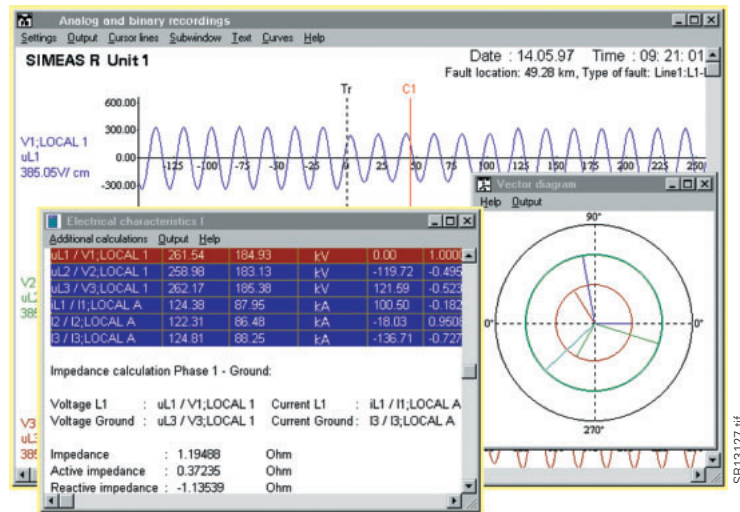 Analog and binary recordings
Settings Output Cursor lines Subwindow Text Curves Help
SIMEAS R Unit 1
Date : 14.05.97 Time : 09: 21: 01
Fault location: 49.28 km, Type of fault: Line1:L1-
Tr
C1
600.00
300.00
0.00
-300.00
V1;LOCAL 1
uL1
385.05V/ cm
-125 -100 -75 -50 -25 0 25 50 75 100 125 150 175 200 225 250
Vector diagram
Help Output
90°
0°
0°
270°
Electrical characteristics I
Additional calculations Output Help
uL1 / V1;LOCAL 1 261.54 184.93 kV 0.00 1.0000
uL2 / V2;LOCAL 1 258.98 183.13 kV -119.72 -0.495
uL3 / V3;LOCAL 1 262.17 185.38 kV 121.59 -0.523
iL1 / I1;LOCAL A 124.38 87.95 kA 100.50 -0.182
I2 / I2;LOCAL A 122.31 86.48 kA -18.03 0.9508
I3 / I3;LOCAL A 124.81 88.25 kA -136.71 -0.727
Impedance calculation Phase 1 - Ground:
Voltage L1 : uL1 / V1;LOCAL 1 Current L1 : iL1 / I1;LOCAL A
Voltage Ground : uL3 / V3;LOCAL 1 Current Ground : I3 / I3;LOCAL A
Impedance : 1.19488 Ohm
Active impedance : 0.37235 Ohm
Reactive impedance : -1.13539 Ohm
V2
uL2
385
V3
uL3
385
SB13127.tif